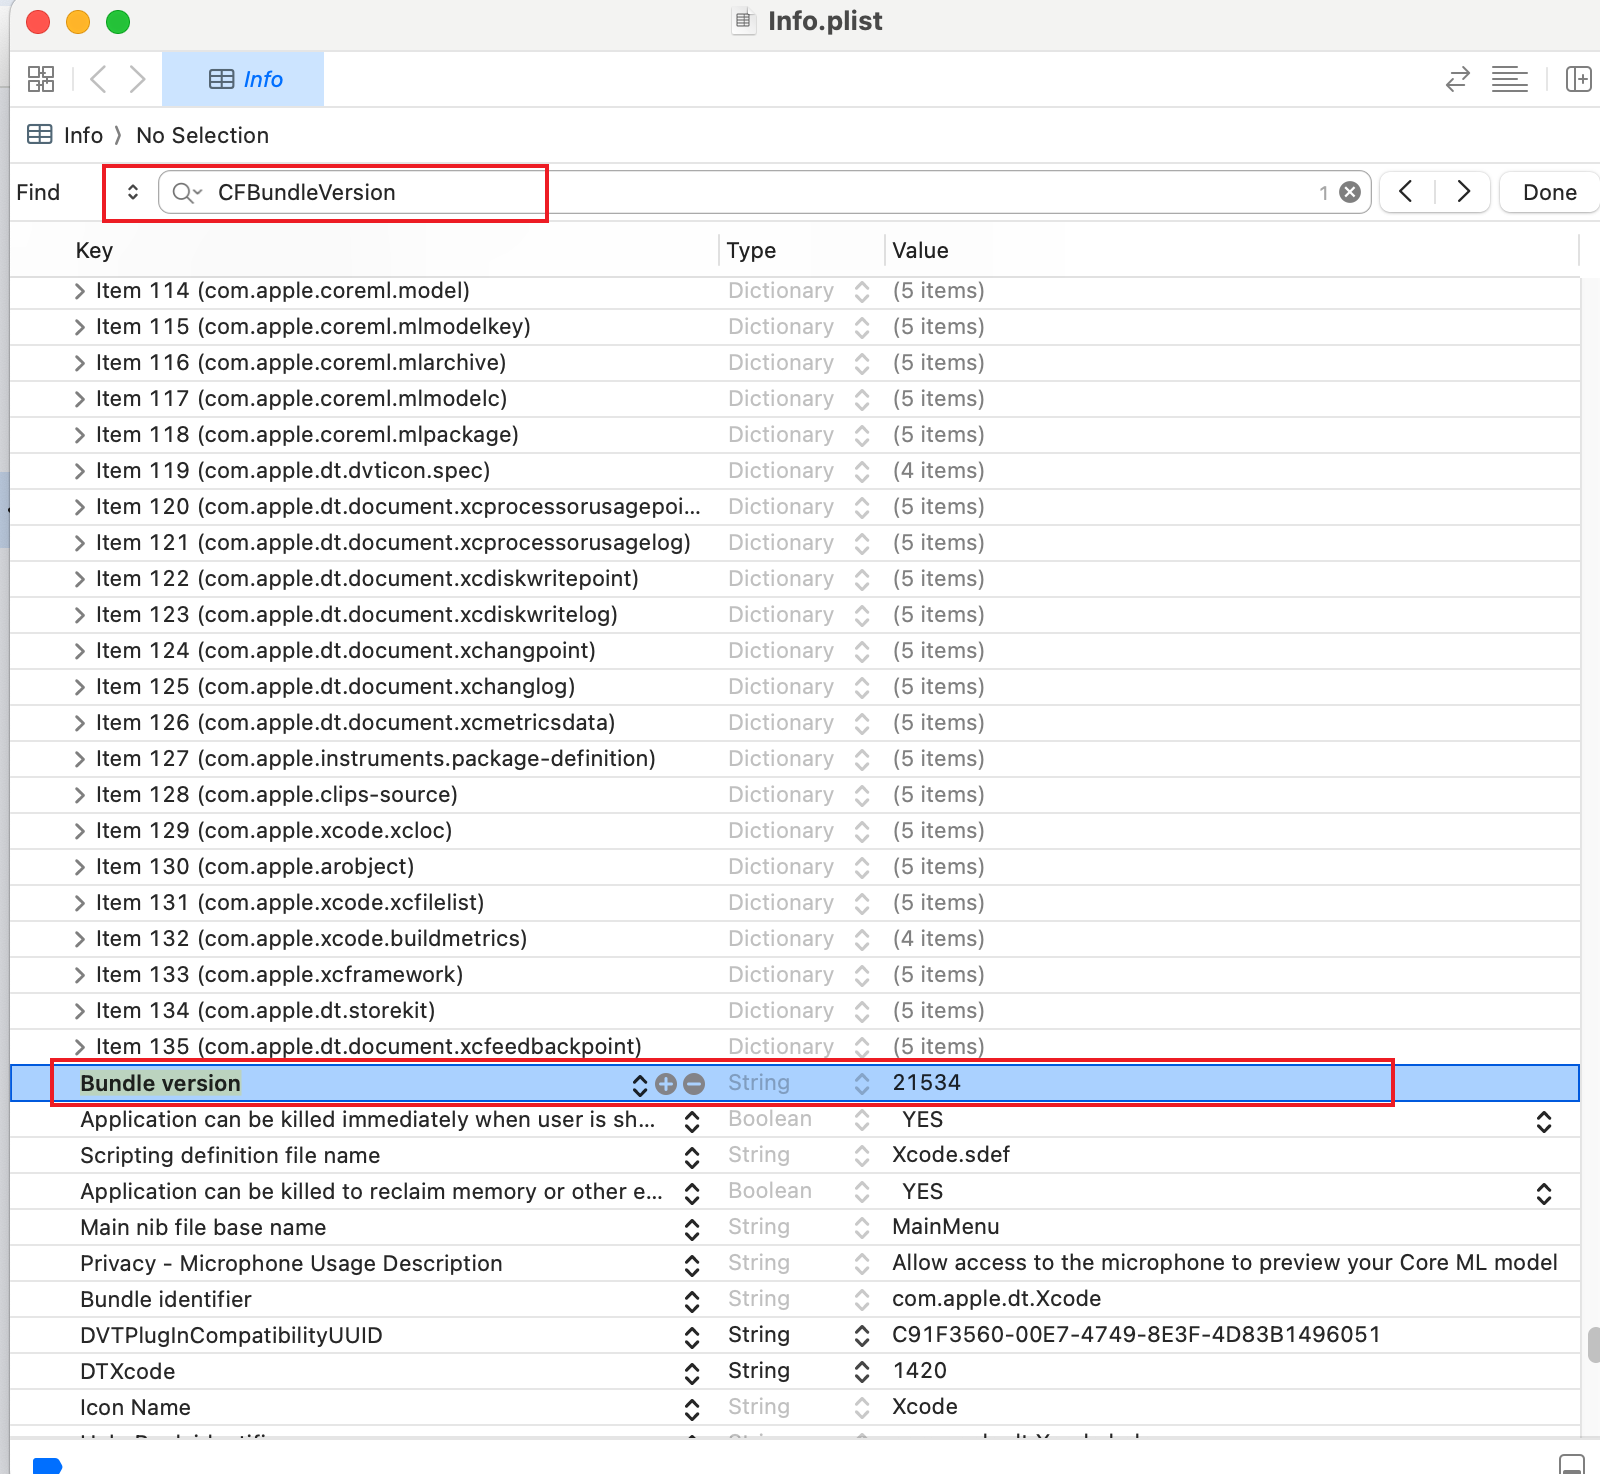 Info.plist
Info
Info 〉 No Selection
Find CFBundleVersion 1 Done
Key Type Value
Item 114 (com.apple.coreml.model) Dictionary (5 items)
Item 115 (com.apple.coreml.mlmodelkey) Dictionary (5 items)
Item 116 (com.apple.coreml.mlarchive) Dictionary (5 items)
Item 117 (com.apple.coreml.mlmodelc) Dictionary (5 items)
Item 118 (com.apple.coreml.mlpackage) Dictionary (5 items)
Item 119 (com.apple.dt.dvticon.spec) Dictionary (4 items)
Item 120 (com.apple.dt.document.xcprocessorusagepoi... Dictionary (5 items)
Item 121 (com.apple.dt.document.xcprocessorusagelog) Dictionary (5 items)
Item 122 (com.apple.dt.document.xcdiskwritepoint) Dictionary (5 items)
Item 123 (com.apple.dt.document.xcdiskwritelog) Dictionary (5 items)
Item 124 (com.apple.dt.document.xchangpoint) Dictionary (5 items)
Item 125 (com.apple.dt.document.xchanglog) Dictionary (5 items)
Item 126 (com.apple.dt.document.xcmetricsdata) Dictionary (5 items)
Item 127 (com.apple.instruments.package-definition) Dictionary (5 items)
Item 128 (com.apple.clips-source) Dictionary (5 items)
Item 129 (com.apple.xcode.xcloc) Dictionary (5 items)
Item 130 (com.apple.arobject) Dictionary (5 items)
Item 131 (com.apple.xcode.xcfilelist) Dictionary (5 items)
Item 132 (com.apple.xcode.buildmetrics) Dictionary (4 items)
Item 133 (com.apple.xcframework) Dictionary (5 items)
Item 134 (com.apple.dt.storekit) Dictionary (5 items)
Item 135 (com.apple.dt.document.xcfeedbackpoint) Dictionary (5 items)
Bundle version String 21534
Application can be killed immediately when user is sh... Boolean YES
Scripting definition file name String Xcode.sdef
Application can be killed to reclaim memory or other e... Boolean YES
Main nib file base name String MainMenu
Privacy - Microphone Usage Description String Allow access to the microphone to preview your Core ML model
Bundle identifier String com.apple.dt.Xcode
DVTPlugInCompatibilityUUID String C91F3560-00E7-4749-8E3F-4D83B1496051
DTXcode String 1420
Icon Name String Xcode